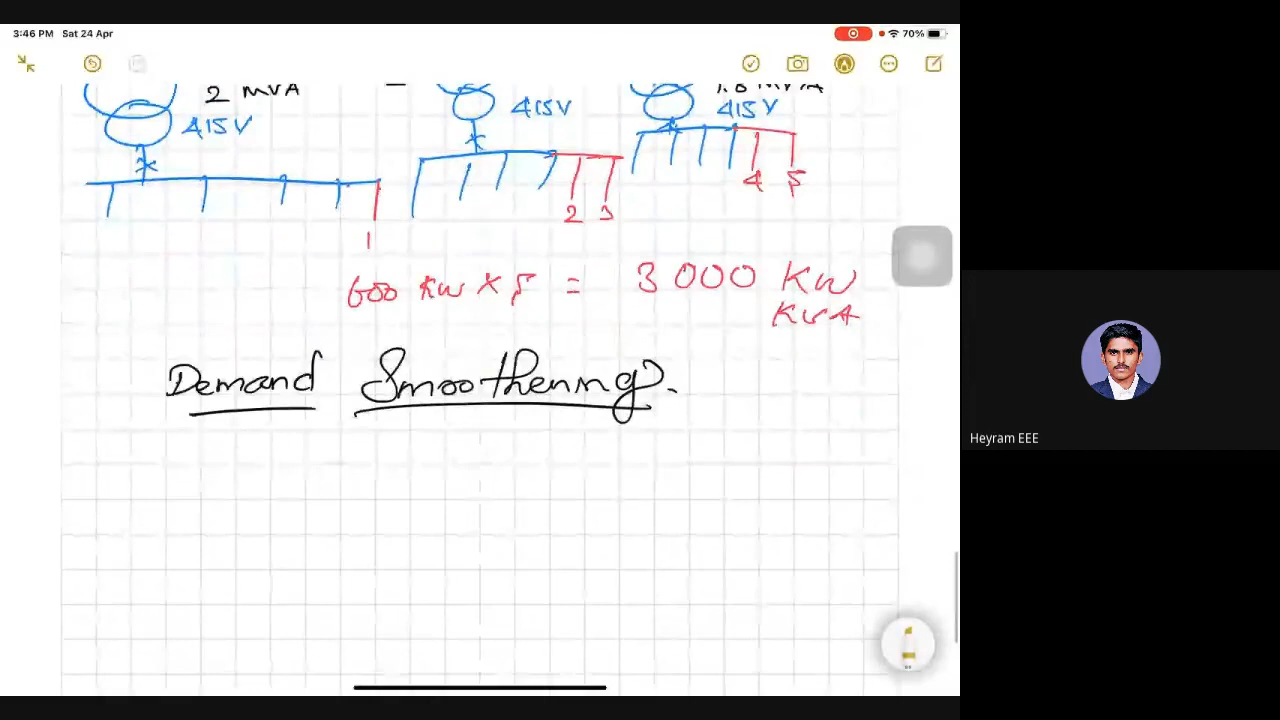 3:46 PM Sat 24 Apr
70%
2 MVA
415V
415V
415V
1
2 3
4 5
600 KW X 5 = 3000 KW
KVA
Demand Smoothening.
Heyram EEE